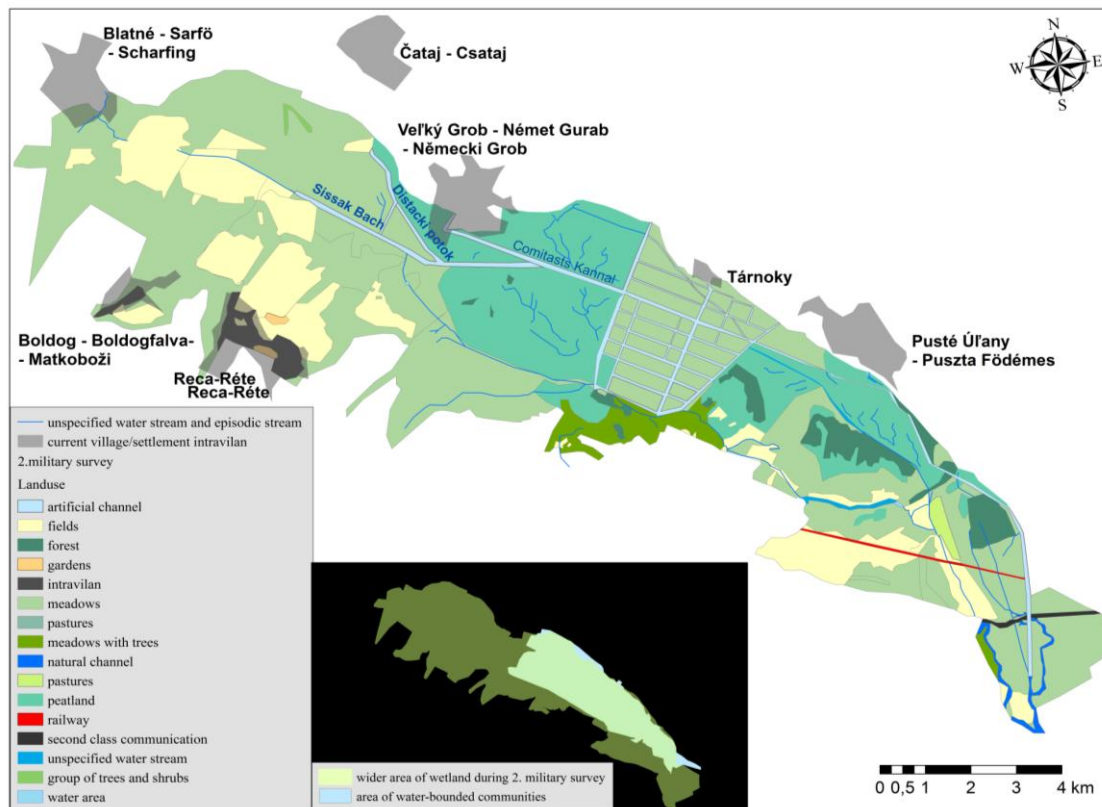 Blatné - Sarfö
- Scharfing
Čataj - Csataj
N
W E
S
Veľký Grob - Német Gurab
- Německi Grob
Sissak Bach
Distacki potok
Comitasts Kannal
Tárnoky
Pusté Úľany
- Puszta Födémes
Boldog - Boldogfalva-
- Matkoboži
Reca-Réte
Reca-Réte
unspecified water stream and episodic stream
current village/settlement intravilan
2.military survey
Landuse
artificial channel
fields
forest
gardens
intravilan
meadows
pastures
meadows with trees
natural channel
pastures
peatland
railway
second class communication
unspecified water stream
group of trees and shrubs
water area
wider area of wetland during 2. military survey
area of water-bounded communities
0 0,5 1 2 3 4 km